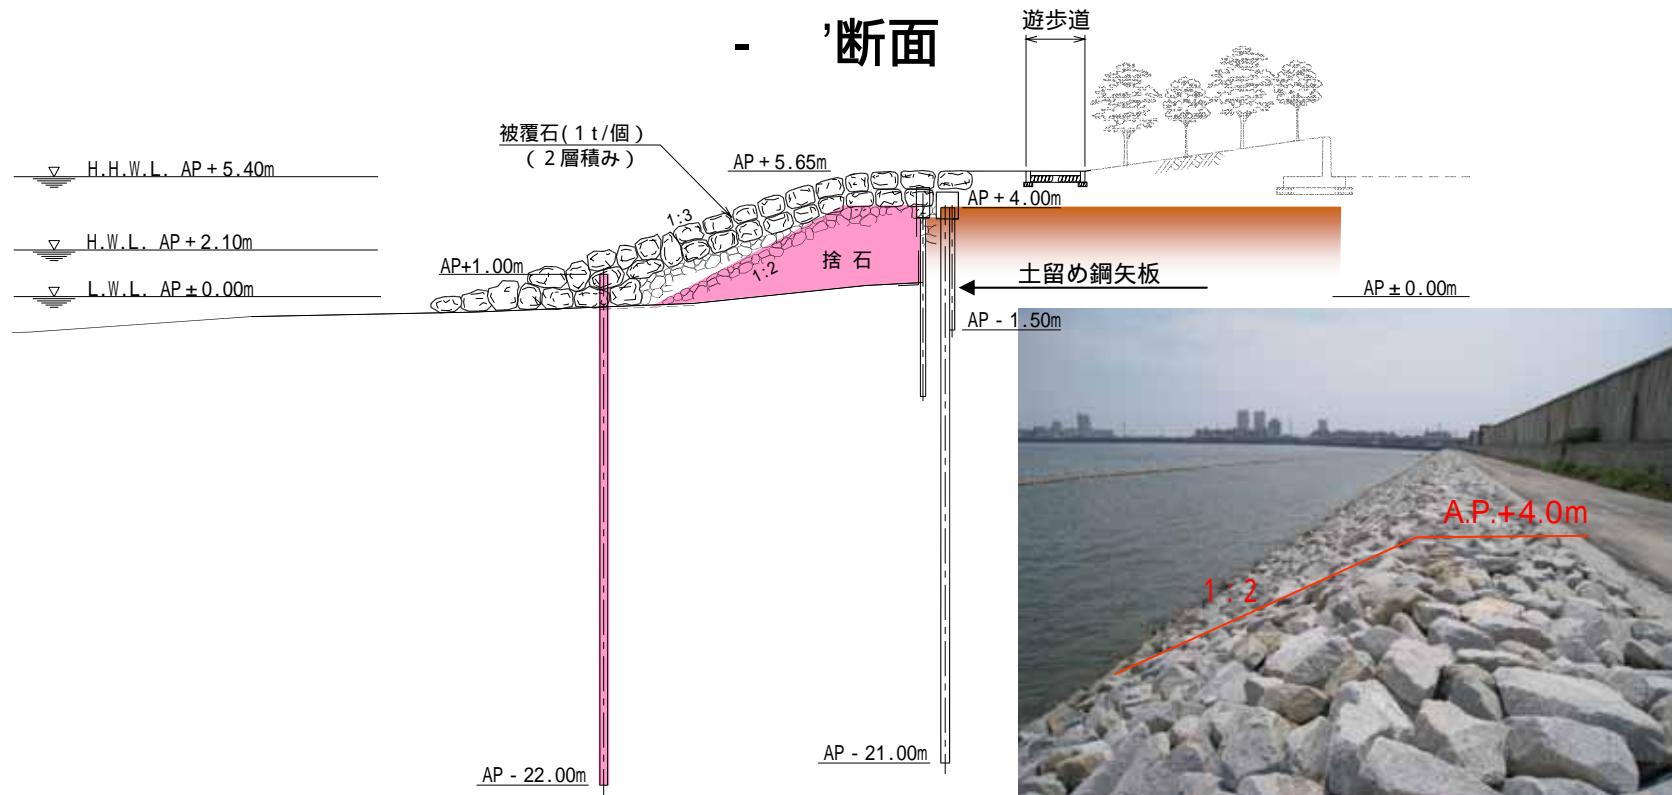 - ’断面
遊歩道
被覆石(１ｔ/個)
(２層積み)
H.H.W.L. AP+5.40m
AP+5.65m
AP+4.00m
1:3
H.W.L. AP+2.10m
AP+1.00m
1:2
捨 石
土留め鋼矢板
L.W.L. AP±0.00m
AP±0.00m
AP-1.50m
A.P.+4.0m
1:2
AP-21.00m
AP-22.00m